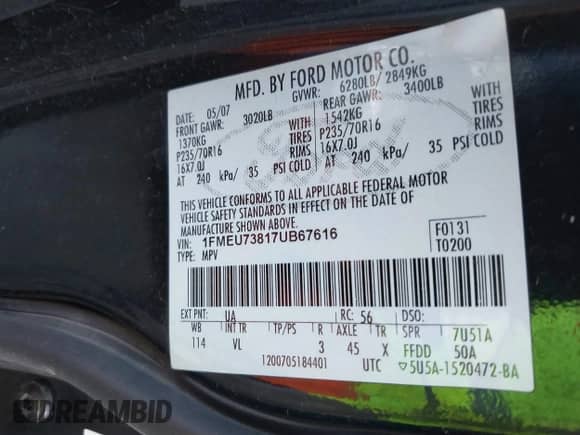 MFD. BY FORD MOTOR CO.
DATE: 05/07 GVWR: 6280LB/ 2849KG
FRONT GAWR: 3020LB REAR GAWR: 3400LB
1370KG WITH 1542KG WITH
P235/70R16 TIRES P235/70R16 TIRES
16X7.0J RIMS 16X7.0J RIMS
AT 240 kPa/ 35 PSI COLD AT 240 kPa/ 35 PSI COLD
THIS VEHICLE CONFORMS TO ALL APPLICABLE FEDERAL MOTOR
VEHICLE SAFETY STANDARDS IN EFFECT ON THE DATE OF
MANUFACTURE SHOWN ABOVE.
VIN: 1FMEU73817UB67616 F0131
TYPE: MPV T0200
EXT PNT: UA RC: 56 DSO:
WB INT TR TP/PS R AXLE TR SPR 7U51A
114 VL 3 45 X FFDD 50A
1200705184401 UTC 5U5A-1520472-BA
DREAMBID